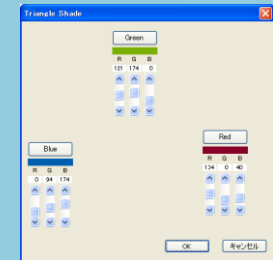 Triangle Shade
Green
R G B
121 174 0
Blue
R G B
0 94 174
Red
R G B
134 0 40
OK
キャンセル